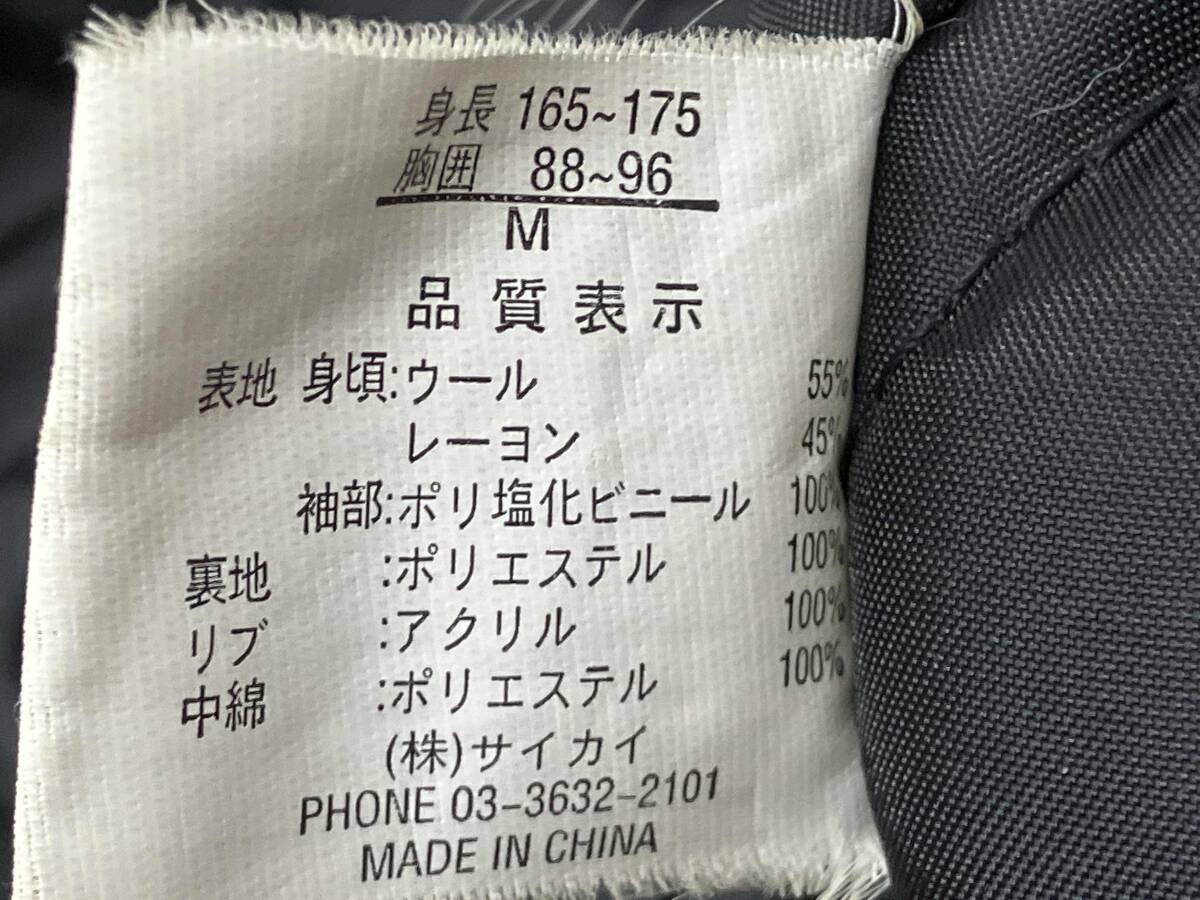 身長 165~175
胸囲 88~96
M
品質表示
表地 身頃:ウール 55%
レーヨン 45%
袖部:ポリ塩化ビニール 100%
裏地 :ポリエステル 100%
リブ :アクリル 100%
中綿 :ポリエステル 100%
(株)サイカイ
PHONE 03-3632-2101
MADE IN CHINA